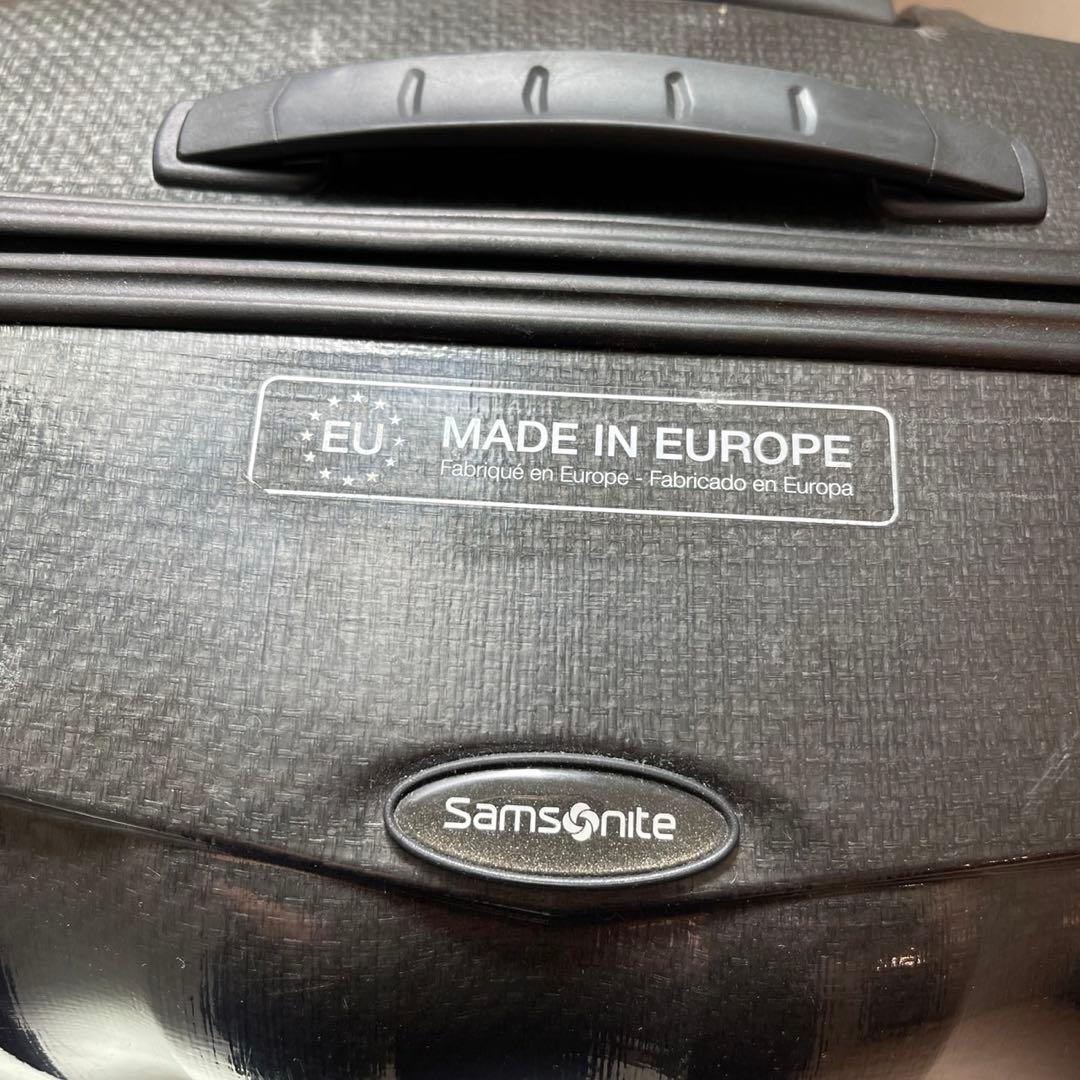 EU
MADE IN EUROPE
Fabriqué en Europe - Fabricado en Europa
Samsonite